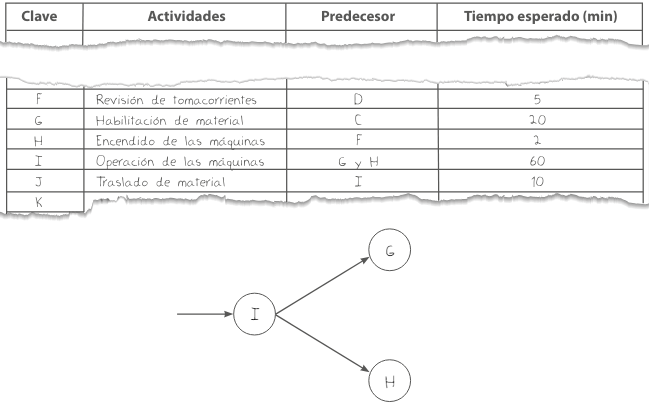 Clave Actividades Predecesor Tiempo esperado (min)
F Revisión de tomacorrientes D 5
G Habilitación de material C 20
H Encendido de las máquinas F 2
I Operación de las máquinas G y H 60
J Traslado de material I 10
K
G
I
H